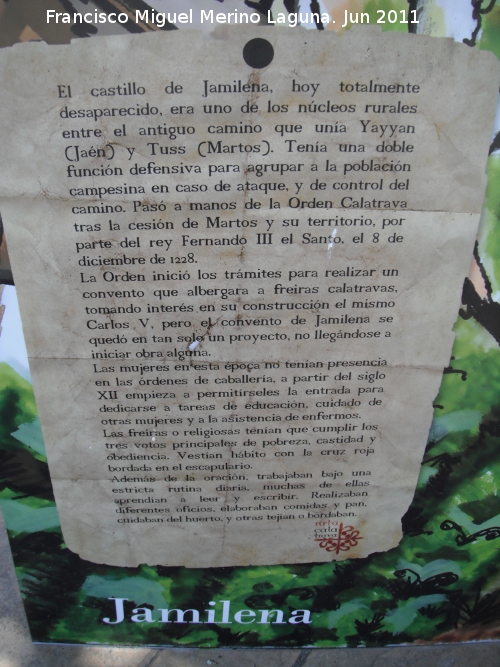 Francisco Miguel Merino Laguna. Jun 2011
El castillo de Jamilena, hoy totalmente
desaparecido, era uno de los núcleos rurales
entre el antiguo camino que unía Yayyan
(Jaén) y Tuss (Martos). Tenía una doble
función defensiva para agrupar a la población
campesina en caso de ataque, y de control del
camino. Pasó a manos de la Orden Calatrava
tras la cesión de Martos y su territorio, por
parte del rey Fernando III el Santo, el 8 de
diciembre de 1228.
La Orden inició los trámites para realizar un
convento que albergara a freiras calatravas,
tomando interés en su construcción el mismo
Carlos V, pero el convento de Jamilena se
quedó en tan solo un proyecto, no llegándose a
iniciar obra alguna.
Las mujeres en esta época no tenían presencia
en las órdenes de caballería, a partir del siglo
XII empieza a permitírseles la entrada para
dedicarse a tareas de educación, cuidado de
otras mujeres y a la asistencia de enfermos.
Las freiras o religiosas tenían que cumplir los
tres votos principales de pobreza, castidad y
obediencia. Vestían hábito con la cruz roja
bordada en el escapulario.
Además de la oración, trabajaban bajo una
estricta rutina diaria, muchas de ellas
aprendían a leer y escribir. Realizaban
diferentes oficios, elaboraban comidas y pan,
cuidaban del huerto, y otras tejían o bordaban.
ruta
cala
trava
Jamilena